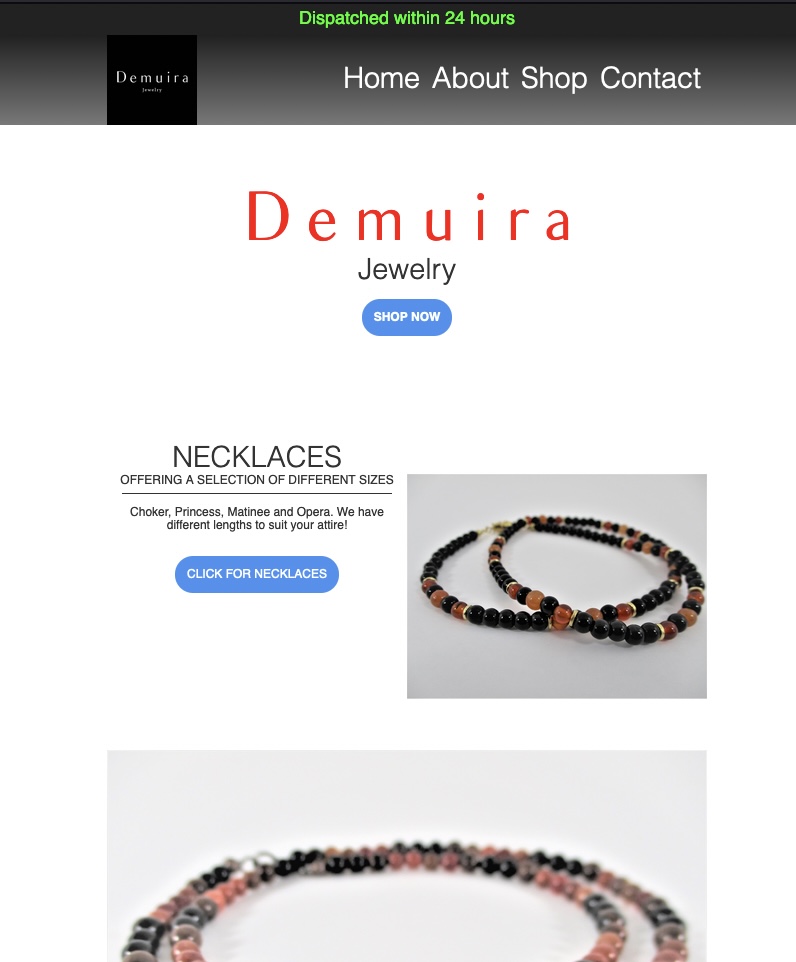 Dispatched within 24 hours
Demuira
Jewelry
Home About Shop Contact
Demuira
Jewelry
SHOP NOW
NECKLACES
OFFERING A SELECTION OF DIFFERENT SIZES
Choker, Princess, Matinee and Opera. We have
different lengths to suit your attire!
CLICK FOR NECKLACES